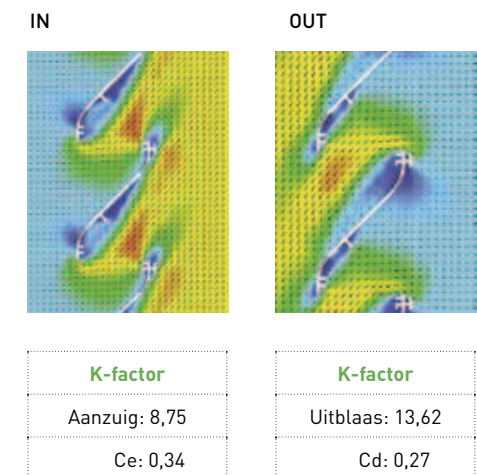 IN
OUT
K-factor
Aanzuig: 8,75
Ce: 0,34
K-factor
Uitblaas: 13,62
Cd: 0,27